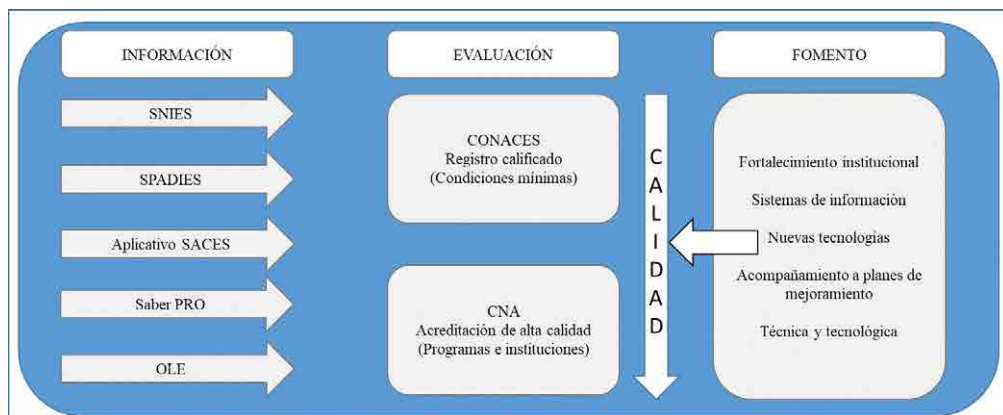 INFORMACIÓN
SNIES
SPADIES
Aplicativo SACES
Saber PRO
OLE
EVALUACIÓN
CONACES
Registro calificado
(Condiciones mínimas)
CNA
Acreditación de alta calidad
(Programas e instituciones)
CALIDAD
FOMENTO
Fortalecimiento institucional
Sistemas de información
Nuevas tecnologías
Acompañamiento a planes de
mejoramiento
Técnica y tecnológica